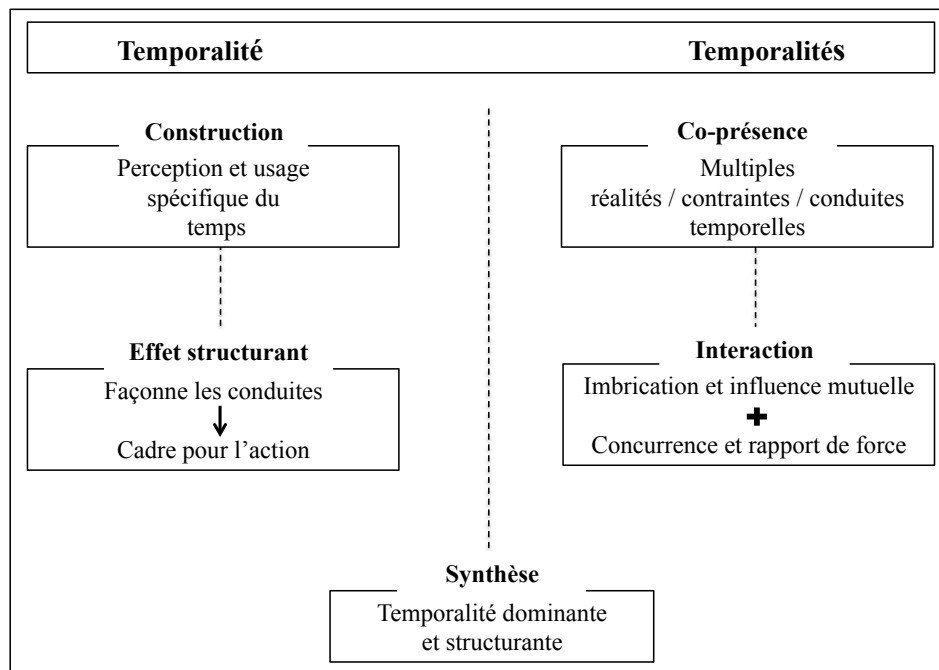 Temporalité
Temporalités
Construction
Perception et usage
spécifique du
temps
Effet structurant
Façonne les conduites
Cadre pour l’action
Co-présence
Multiples
réalités / contraintes / conduites
temporelles
Interaction
Imbrication et influence mutuelle
+
Concurrence et rapport de force
Synthèse
Temporalité dominante
et structurante